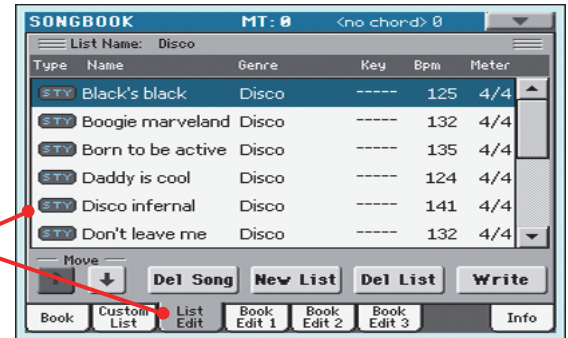 SONGBOOK MT: 0 <no chord> 0
List Name: Disco
Type Name Genre Key Bpm Meter
STY Black's black Disco ----- 125 4/4
STY Boogie marveland Disco ----- 132 4/4
STY Born to be active Disco ----- 135 4/4
STY Daddy is cool Disco ----- 124 4/4
STY Disco infernal Disco ----- 141 4/4
STY Don't leave me Disco ----- 132 4/4
Move
Del Song New List Del List Write
Book Custom List List Edit Book Edit 1 Book Edit 2 Book Edit 3 Info